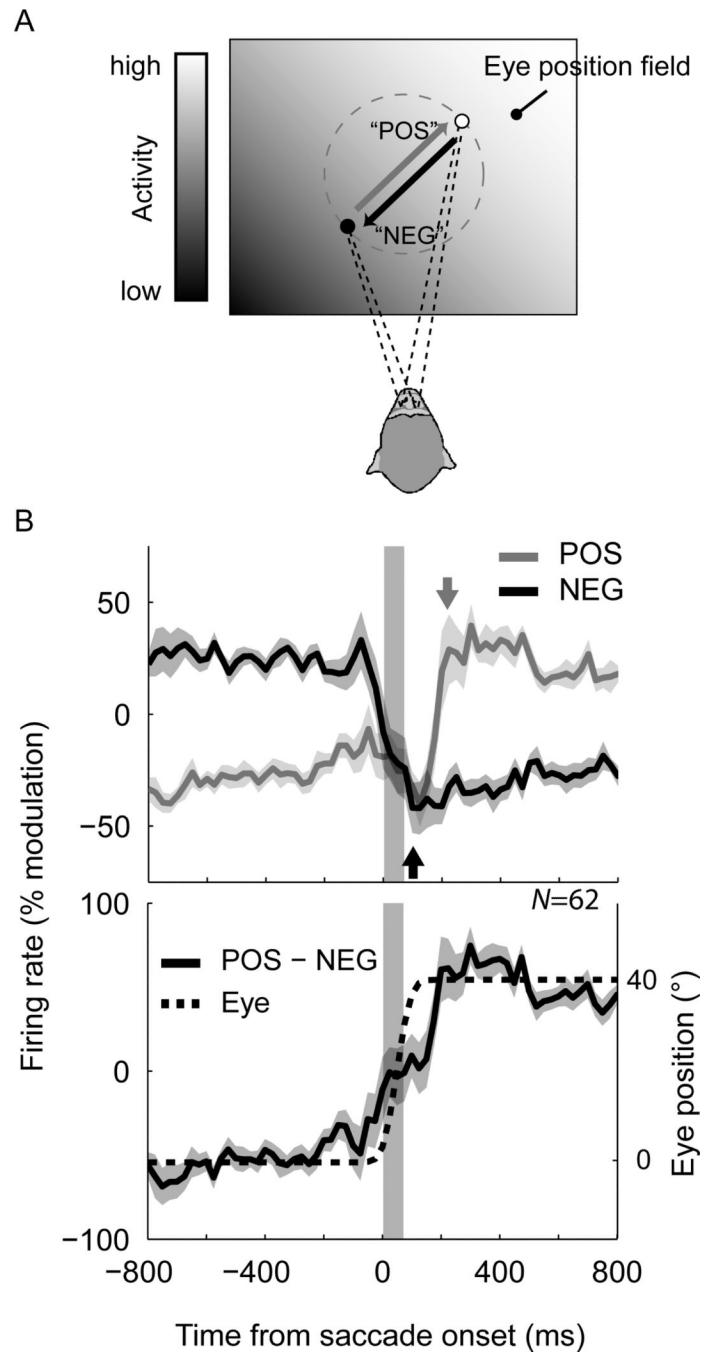 A
high
Activity
low
Eye position field
“POS”
“NEG”
B
POS
NEG
50
0
−50
Firing rate (% modulation)
N=62
100
0
−100
POS − NEG
Eye
40
0
Eye position (°)
−800
−400
0
400
800
Time from saccade onset (ms)